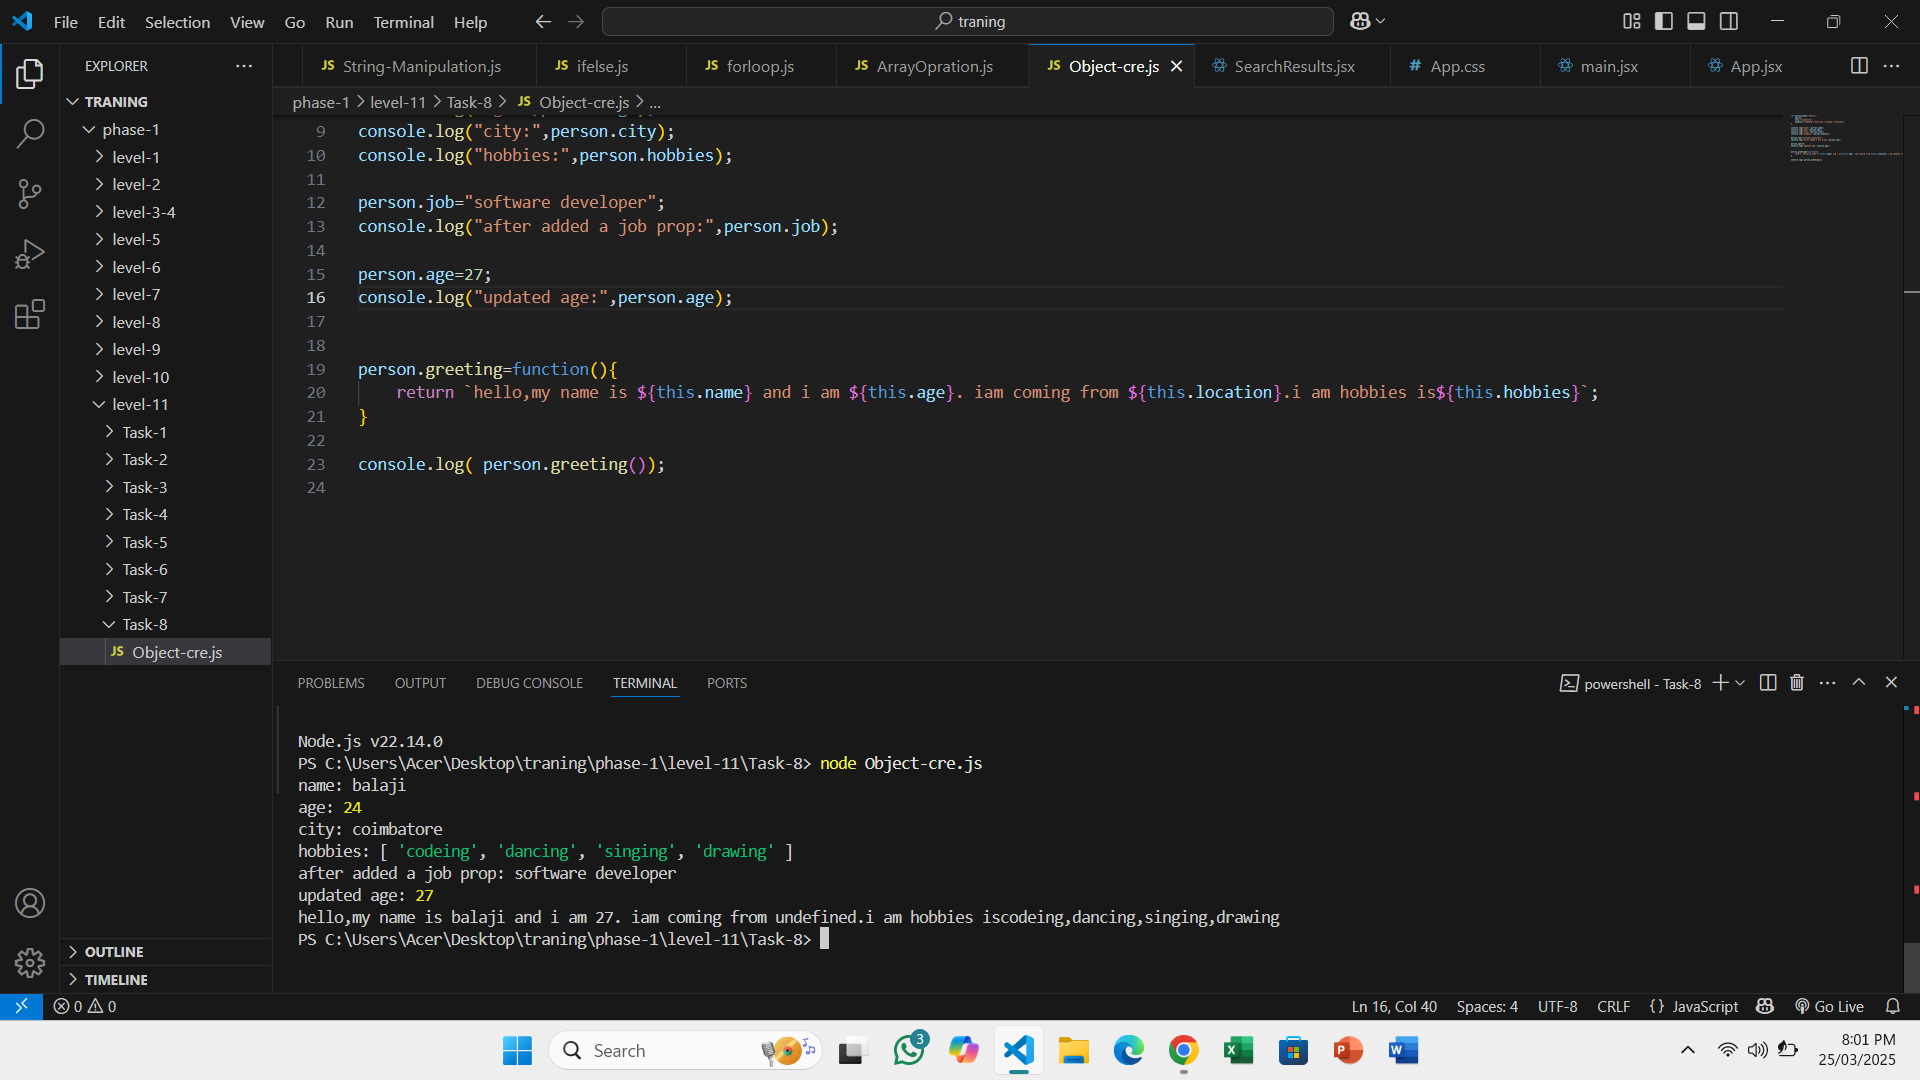 File Edit Selection View Go Run Terminal Help
traning
EXPLORER
JS String-Manipulation.js
JS ifelse.js
JS forloop.js
JS ArrayOpration.js
JS Object-cre.js
SearchResults.jsx
# App.css
main.jsx
App.jsx
TRANING
phase-1
level-1
level-2
level-3-4
level-5
level-6
level-7
level-8
level-9
level-10
level-11
Task-1
Task-2
Task-3
Task-4
Task-5
Task-6
Task-7
Task-8
JS Object-cre.js
OUTLINE
TIMELINE
phase-1 > level-11 > Task-8 > JS Object-cre.js > ...
9 console.log("city:",person.city);
10 console.log("hobbies:",person.hobbies);
11
12 person.job="software developer";
13 console.log("after added a job prop:",person.job);
14
15 person.age=27;
16 console.log("updated age:",person.age);
17
18
19 person.greeting=function(){
20 return `hello,my name is ${this.name} and i am ${this.age}. iam coming from ${this.location}.i am hobbies is${this.hobbies}`;
21 }
22
23 console.log( person.greeting());
24
PROBLEMS OUTPUT DEBUG CONSOLE TERMINAL PORTS
powershell - Task-8
Node.js v22.14.0
PS C:\Users\Acer\Desktop\traning\phase-1\level-11\Task-8> node Object-cre.js
name: balaji
age: 24
city: coimbatore
hobbies: [ 'codeing', 'dancing', 'singing', 'drawing' ]
after added a job prop: software developer
updated age: 27
hello,my name is balaji and i am 27. iam coming from undefined.i am hobbies iscodeing,dancing,singing,drawing
PS C:\Users\Acer\Desktop\traning\phase-1\level-11\Task-8>
0 0
Ln 16, Col 40 Spaces: 4 UTF-8 CRLF {} JavaScript Go Live
Search
3
8:01 PM
25/03/2025